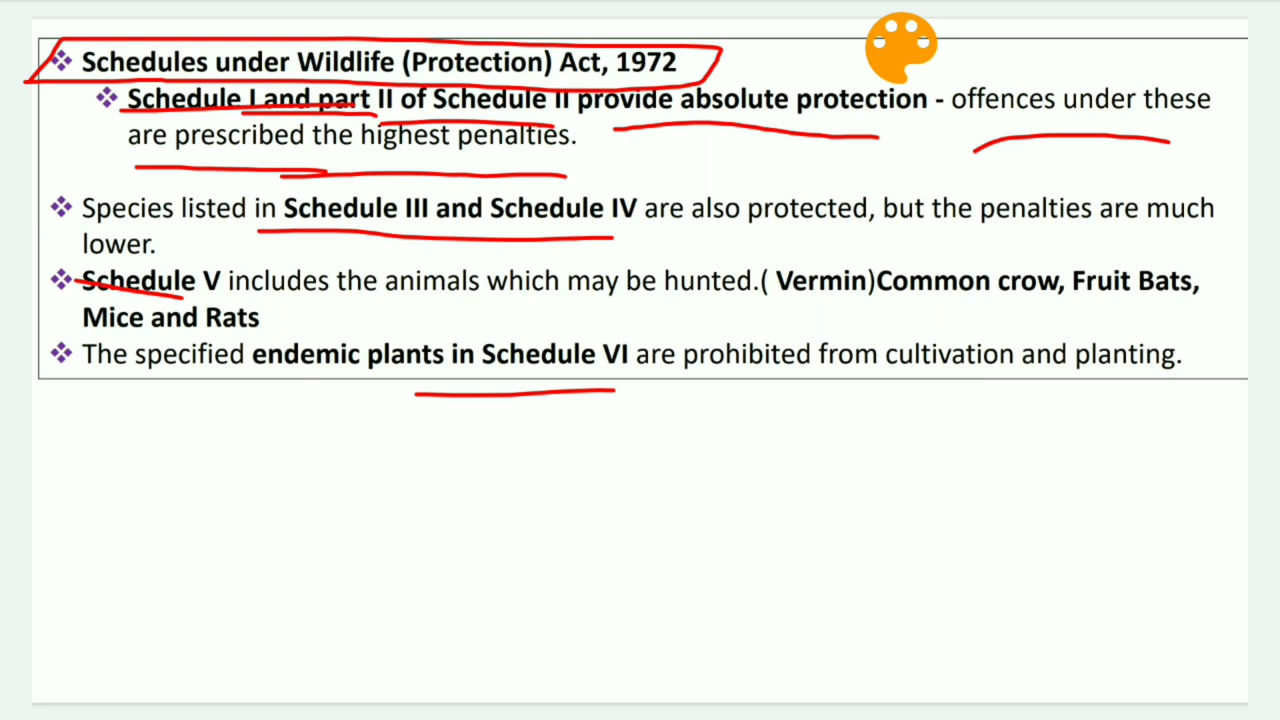 ❖ Schedules under Wildlife (Protection) Act, 1972
❖ Schedule I and part II of Schedule II provide absolute protection - offences under these
are prescribed the highest penalties.
❖ Species listed in Schedule III and Schedule IV are also protected, but the penalties are much
lower.
❖ Schedule V includes the animals which may be hunted.( Vermin)Common crow, Fruit Bats,
Mice and Rats
❖ The specified endemic plants in Schedule VI are prohibited from cultivation and planting.